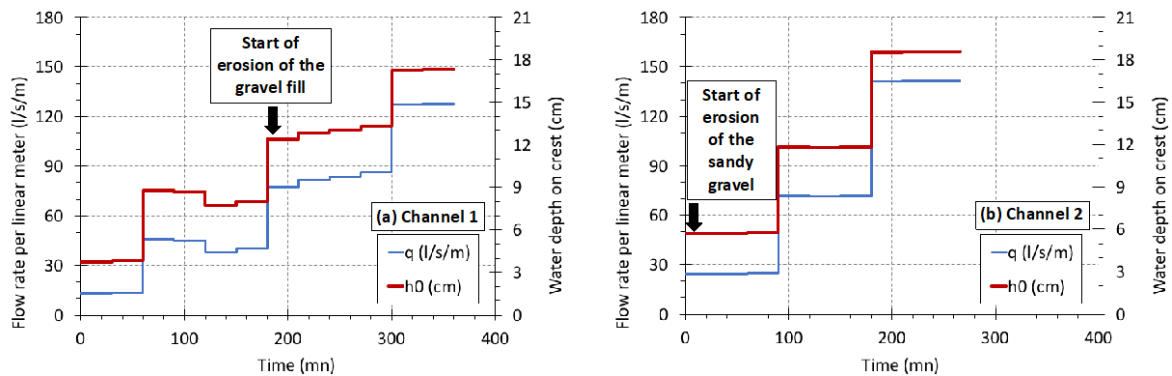 180
150
120
90
60
30
0
Flow rate per linear meter (l/s/m)
0
100
200
300
400
Time (mn)
21
18
15
12
9
6
3
0
Water depth on crest (cm)
Start of
erosion of the
gravel fill
(a) Channel 1
q (l/s/m)
h0 (cm)
180
150
120
90
60
30
0
Flow rate per linear meter (l/s/m)
0
100
200
300
400
Time (mn)
21
18
15
12
9
6
3
0
Water depth on crest (cm)
Start of
erosion
of the
sandy
gravel
(b) Channel 2
q (l/s/m)
h0 (cm)